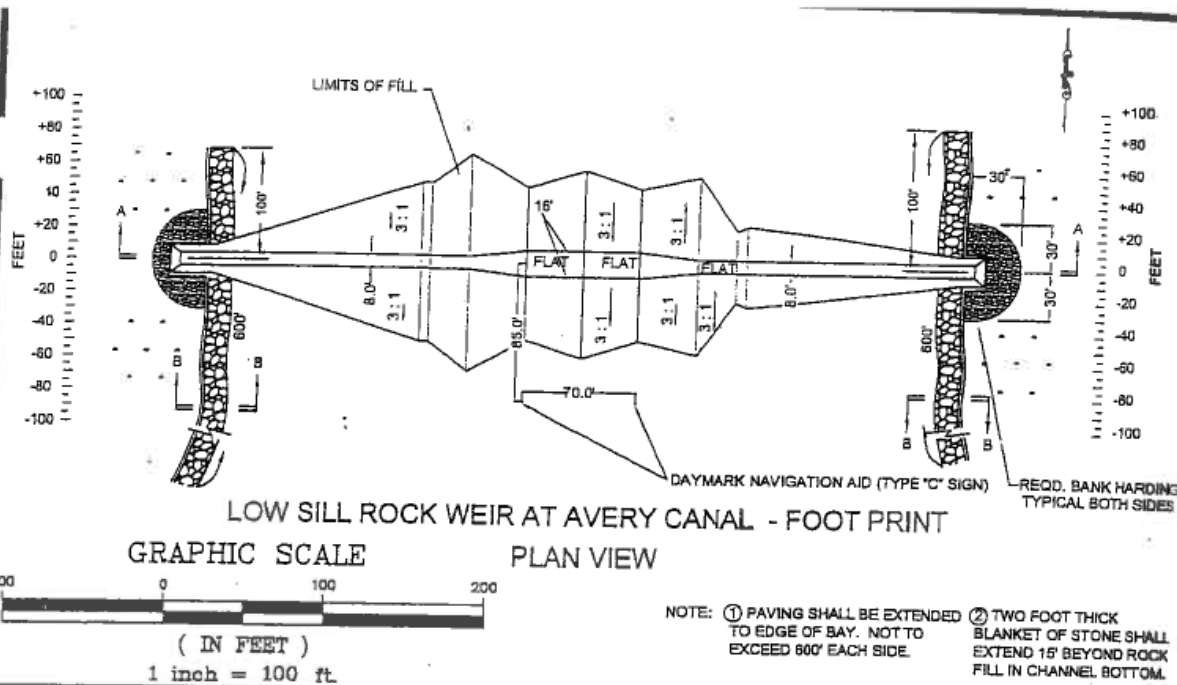 LIMITS OF FILL
+100
+80
+60
40
+20
0
-20
-40
-60
-80
-100
FEET
A
100'
600'
B B
8.0'
3 : 1
3 : 1
16'
FLAT FLAT FLAT
3 : 1
3 : 1
3 : 1
3 : 1
3 : 1
85.0'
70.0'
8.0'
100'
600'
30'
A
30'
30'
B B
+100
+80
+60
+40
+20
0
-20
-40
-60
-80
-100
FEET
DAYMARK NAVIGATION AID (TYPE "C" SIGN)
REQD. BANK HARDING
TYPICAL BOTH SIDES
LOW SILL ROCK WEIR AT AVERY CANAL - FOOT PRINT
PLAN VIEW
GRAPHIC SCALE
00 0 100 200
( IN FEET )
1 inch = 100 ft.
NOTE: ① PAVING SHALL BE EXTENDED
TO EDGE OF BAY. NOT TO
EXCEED 600' EACH SIDE.
② TWO FOOT THICK
BLANKET OF STONE SHALL
EXTEND 15' BEYOND ROCK
FILL IN CHANNEL BOTTOM.